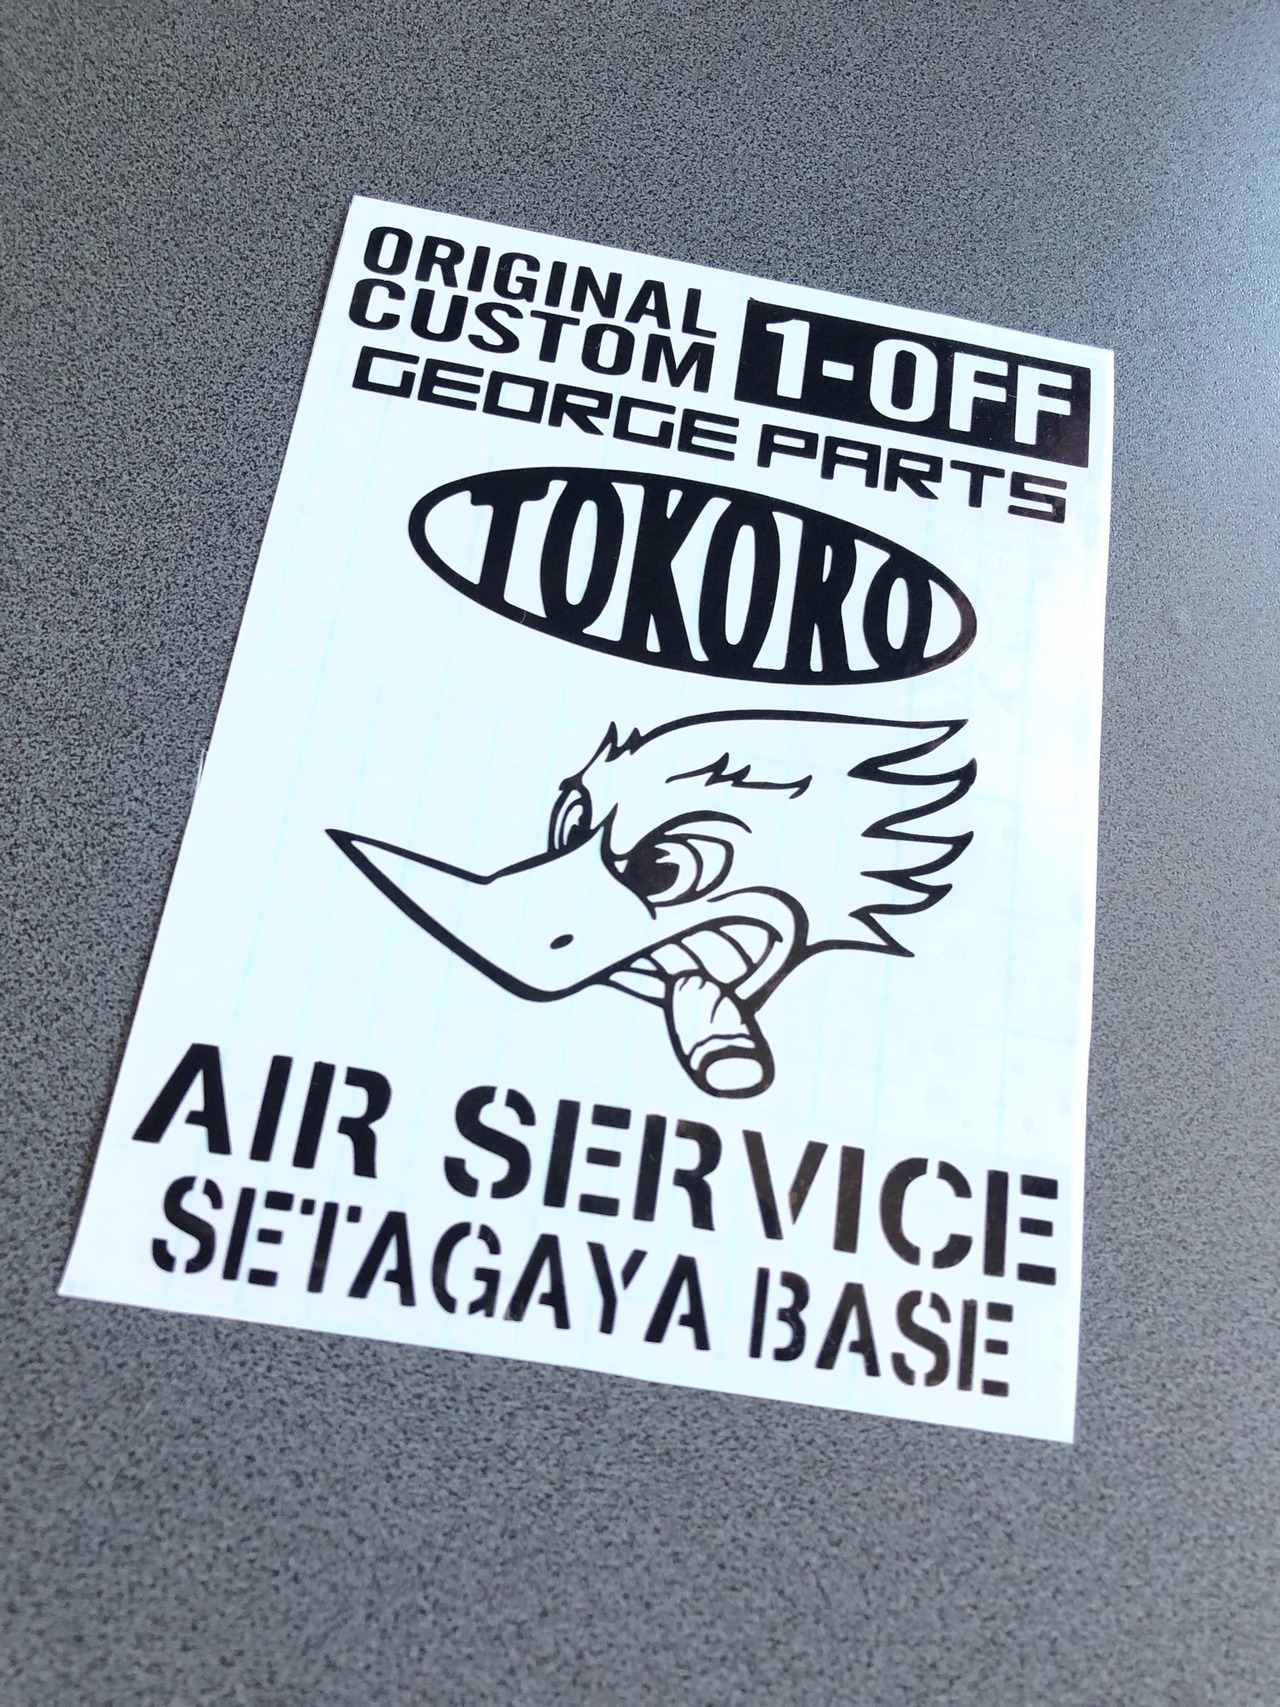 ORIGINAL
CUSTOM 1-OFF
GEORGE PARTS
TOKORO
AIR SERVICE
SETAGAYA BASE